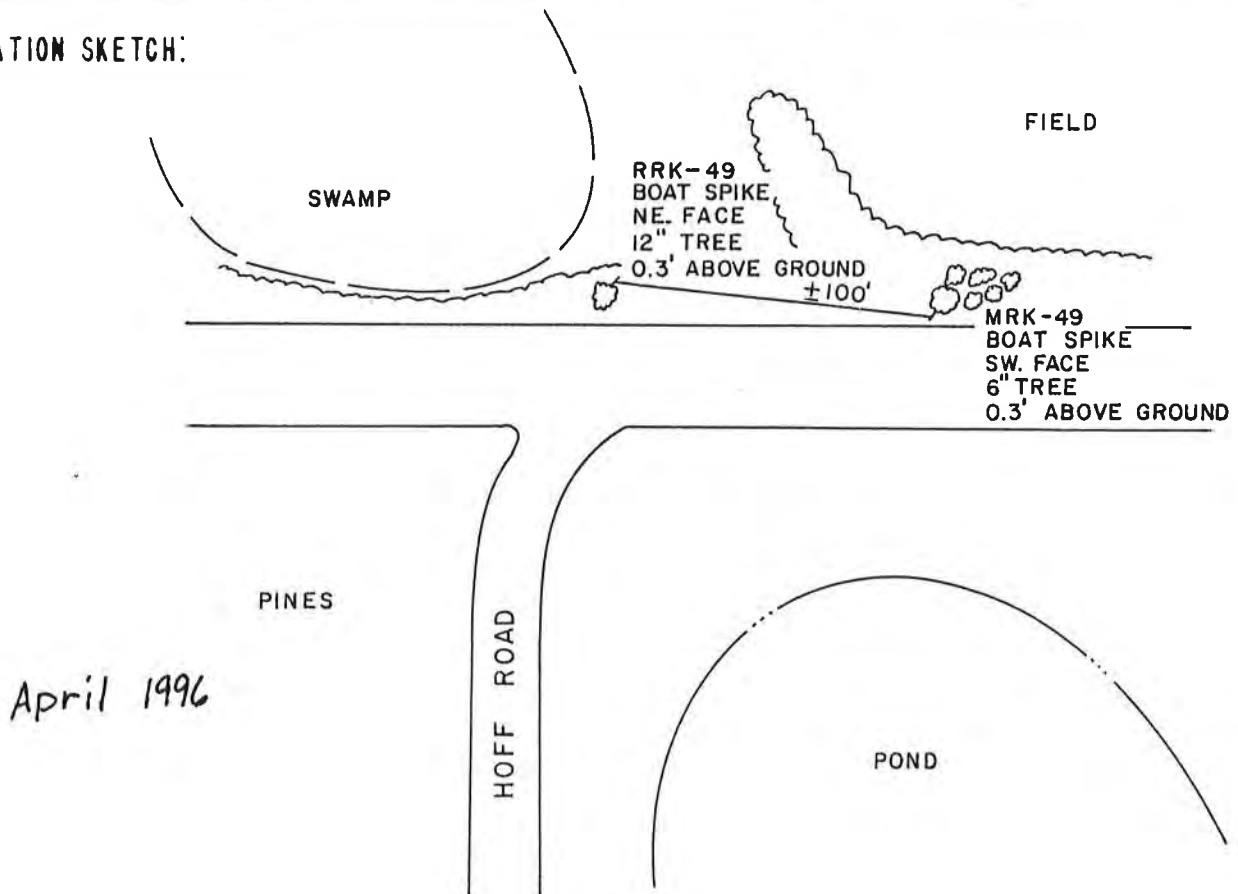 ATION SKETCH:
FIELD
SWAMP
RRK-49
BOAT SPIKE
NE. FACE
12" TREE
0.3' ABOVE GROUND
±100'
MRK-49
BOAT SPIKE
SW. FACE
6" TREE
0.3' ABOVE GROUND
PINES
HOFF ROAD
April 1996
POND